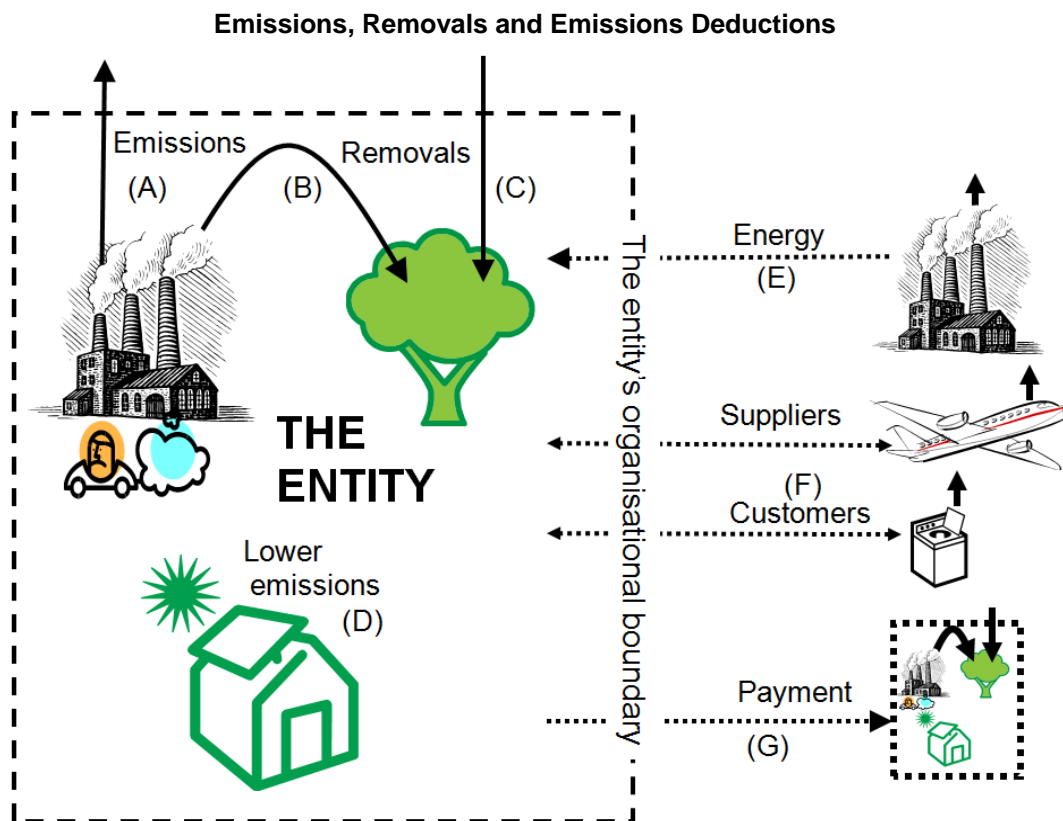 Emissions, Removals and Emissions Deductions
Emissions
(A)
(B)
Removals
(C)
THE
ENTITY
Lower
emissions
(D)
The entity's organisational boundary
Energy
(E)
Suppliers
(F)
Customers
Payment
(G)